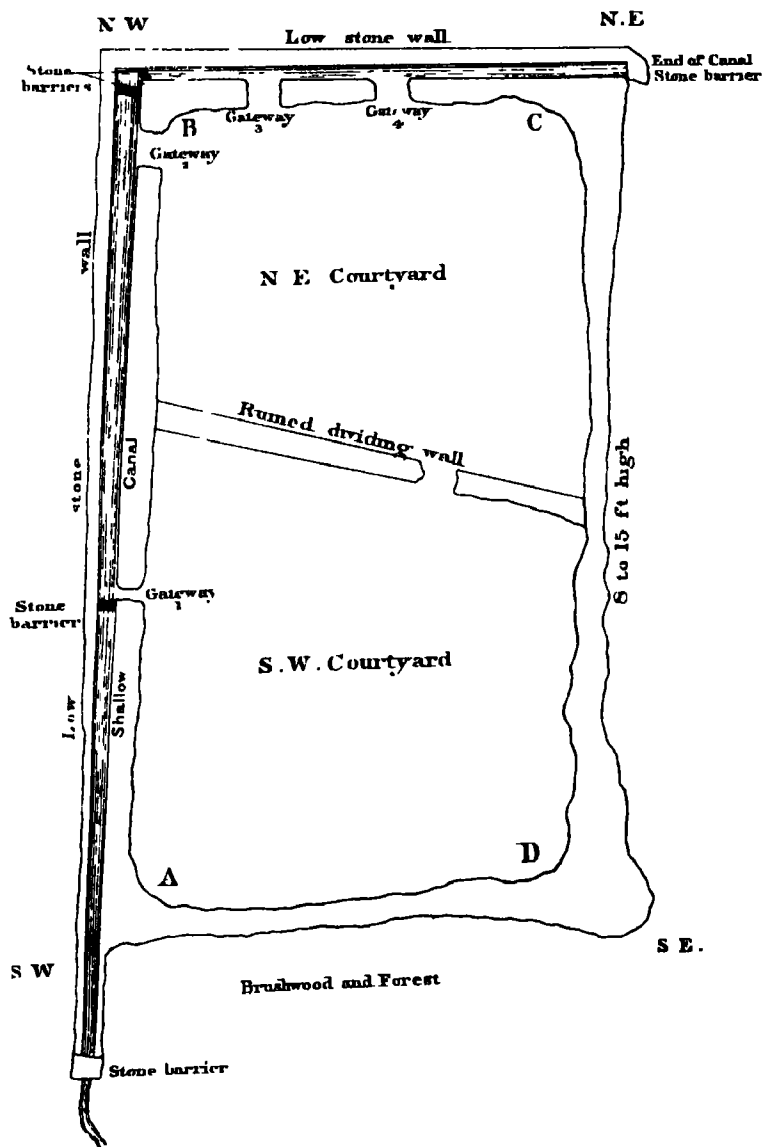 N W
N.E
Low stone wall
Stone
barriers
End of Canal
Stone barrier
B
Gateway
3
Gateway
4
C
Gateway
2
wall
N E Courtyard
Ruined dividing wall
Canal
stone
8 to 15 ft high
Gateway
1
Stone
barrier
S.W. Courtyard
Shallow
Low
A
D
S E.
S W
Brushwood and Forest
Stone barrier